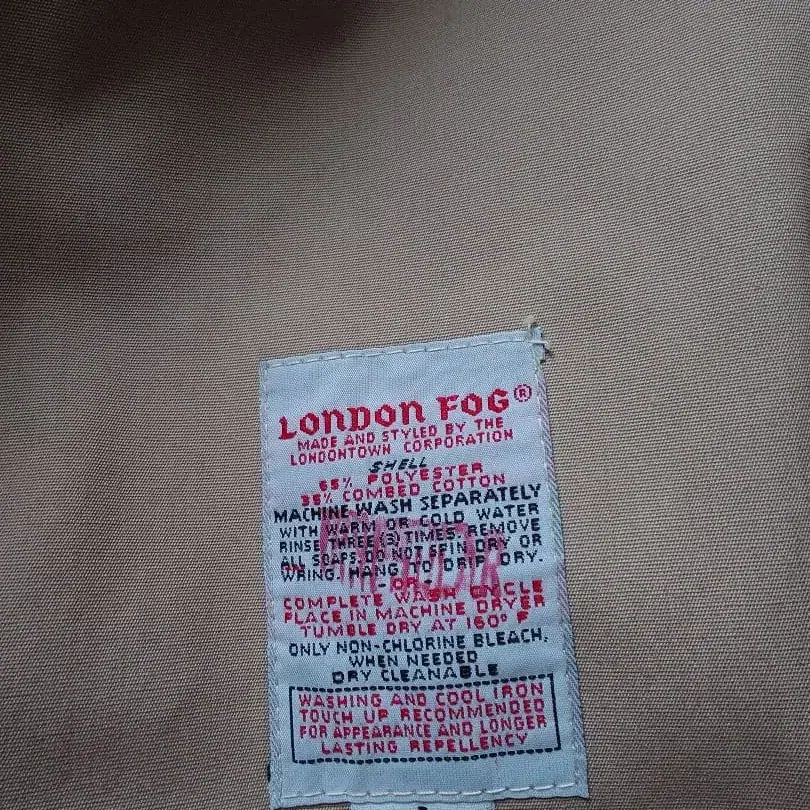 LONDON FOG®
MADE AND STYLED BY THE
LONDONTOWN CORPORATION
SHELL
65% POLYESTER
35% COMBED COTTON
MACHINE WASH SEPARATELY
WITH WARM OR COLD WATER
RINSE THREE (3) TIMES. REMOVE
ALL SOAPS. DO NOT SPIN DRY OR
WRING. HANG TO DRIP DRY.
- OR -
COMPLETE WASH CYCLE
PLACE IN MACHINE DRYER
TUMBLE DRY AT 160° F
ONLY NON-CHLORINE BLEACH,
WHEN NEEDED
DRY CLEANABLE
WASHING AND COOL IRON
TOUCH UP RECOMMENDED
FOR APPEARANCE AND LONGER
LASTING REPELLENCY